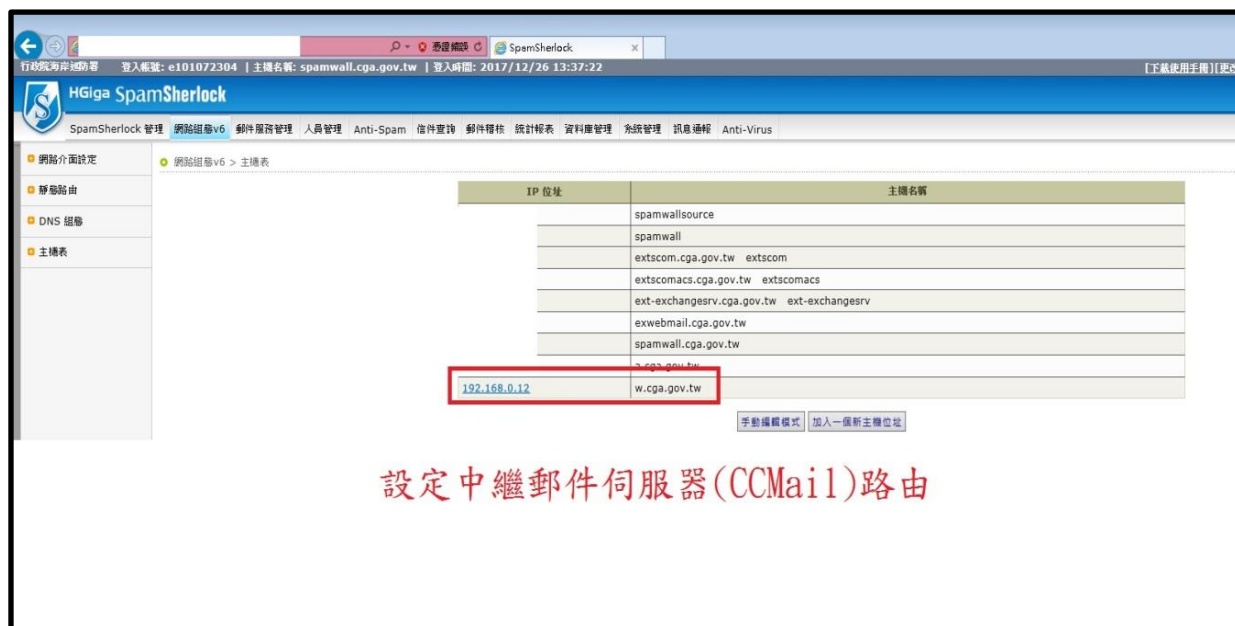 憑證錯誤 SpamSherlock
行政院海岸巡防署 登入帳號: e101072304 | 主機名稱: spamwall.cga.gov.tw | 登入時間: 2017/12/26 13:37:22 [下載使用手冊][更改
HGiga SpamSherlock
SpamSherlock 管理 網路組態v6 郵件服務管理 人員管理 Anti-Spam 信件查詢 郵件稽核 統計報表 資料庫管理 系統管理 訊息通報 Anti-Virus
網路介面設定
靜態路由
DNS 組態
主機表
網路組態v6 > 主機表
IP 位址 主機名稱
spamwallsource
spamwall
extscom.cga.gov.tw extscom
extscomacs.cga.gov.tw extscomacs
ext-exchangesrv.cga.gov.tw ext-exchangesrv
exwebmail.cga.gov.tw
spamwall.cga.gov.tw
a.cga.gov.tw
192.168.0.12 w.cga.gov.tw
手動編輯模式 加入一個新主機位址
設定中繼郵件伺服器(CCMail)路由